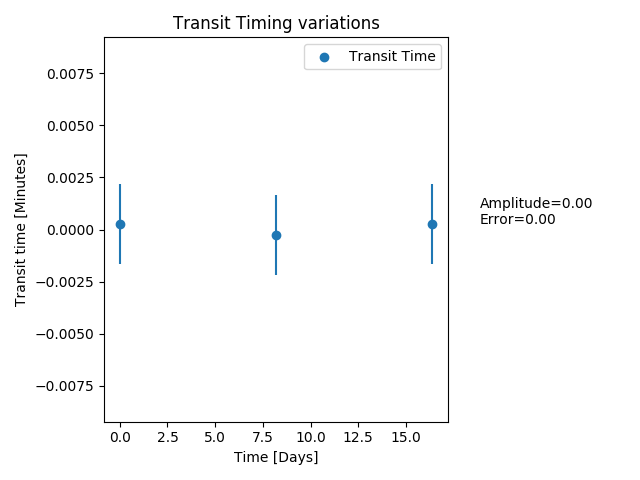 Transit Timing variations
Transit Time
Transit time [Minutes]
0.0075
0.0050
0.0025
0.0000
−0.0025
−0.0050
−0.0075
Amplitude=0.00
Error=0.00
0.0 2.5 5.0 7.5 10.0 12.5 15.0
Time [Days]